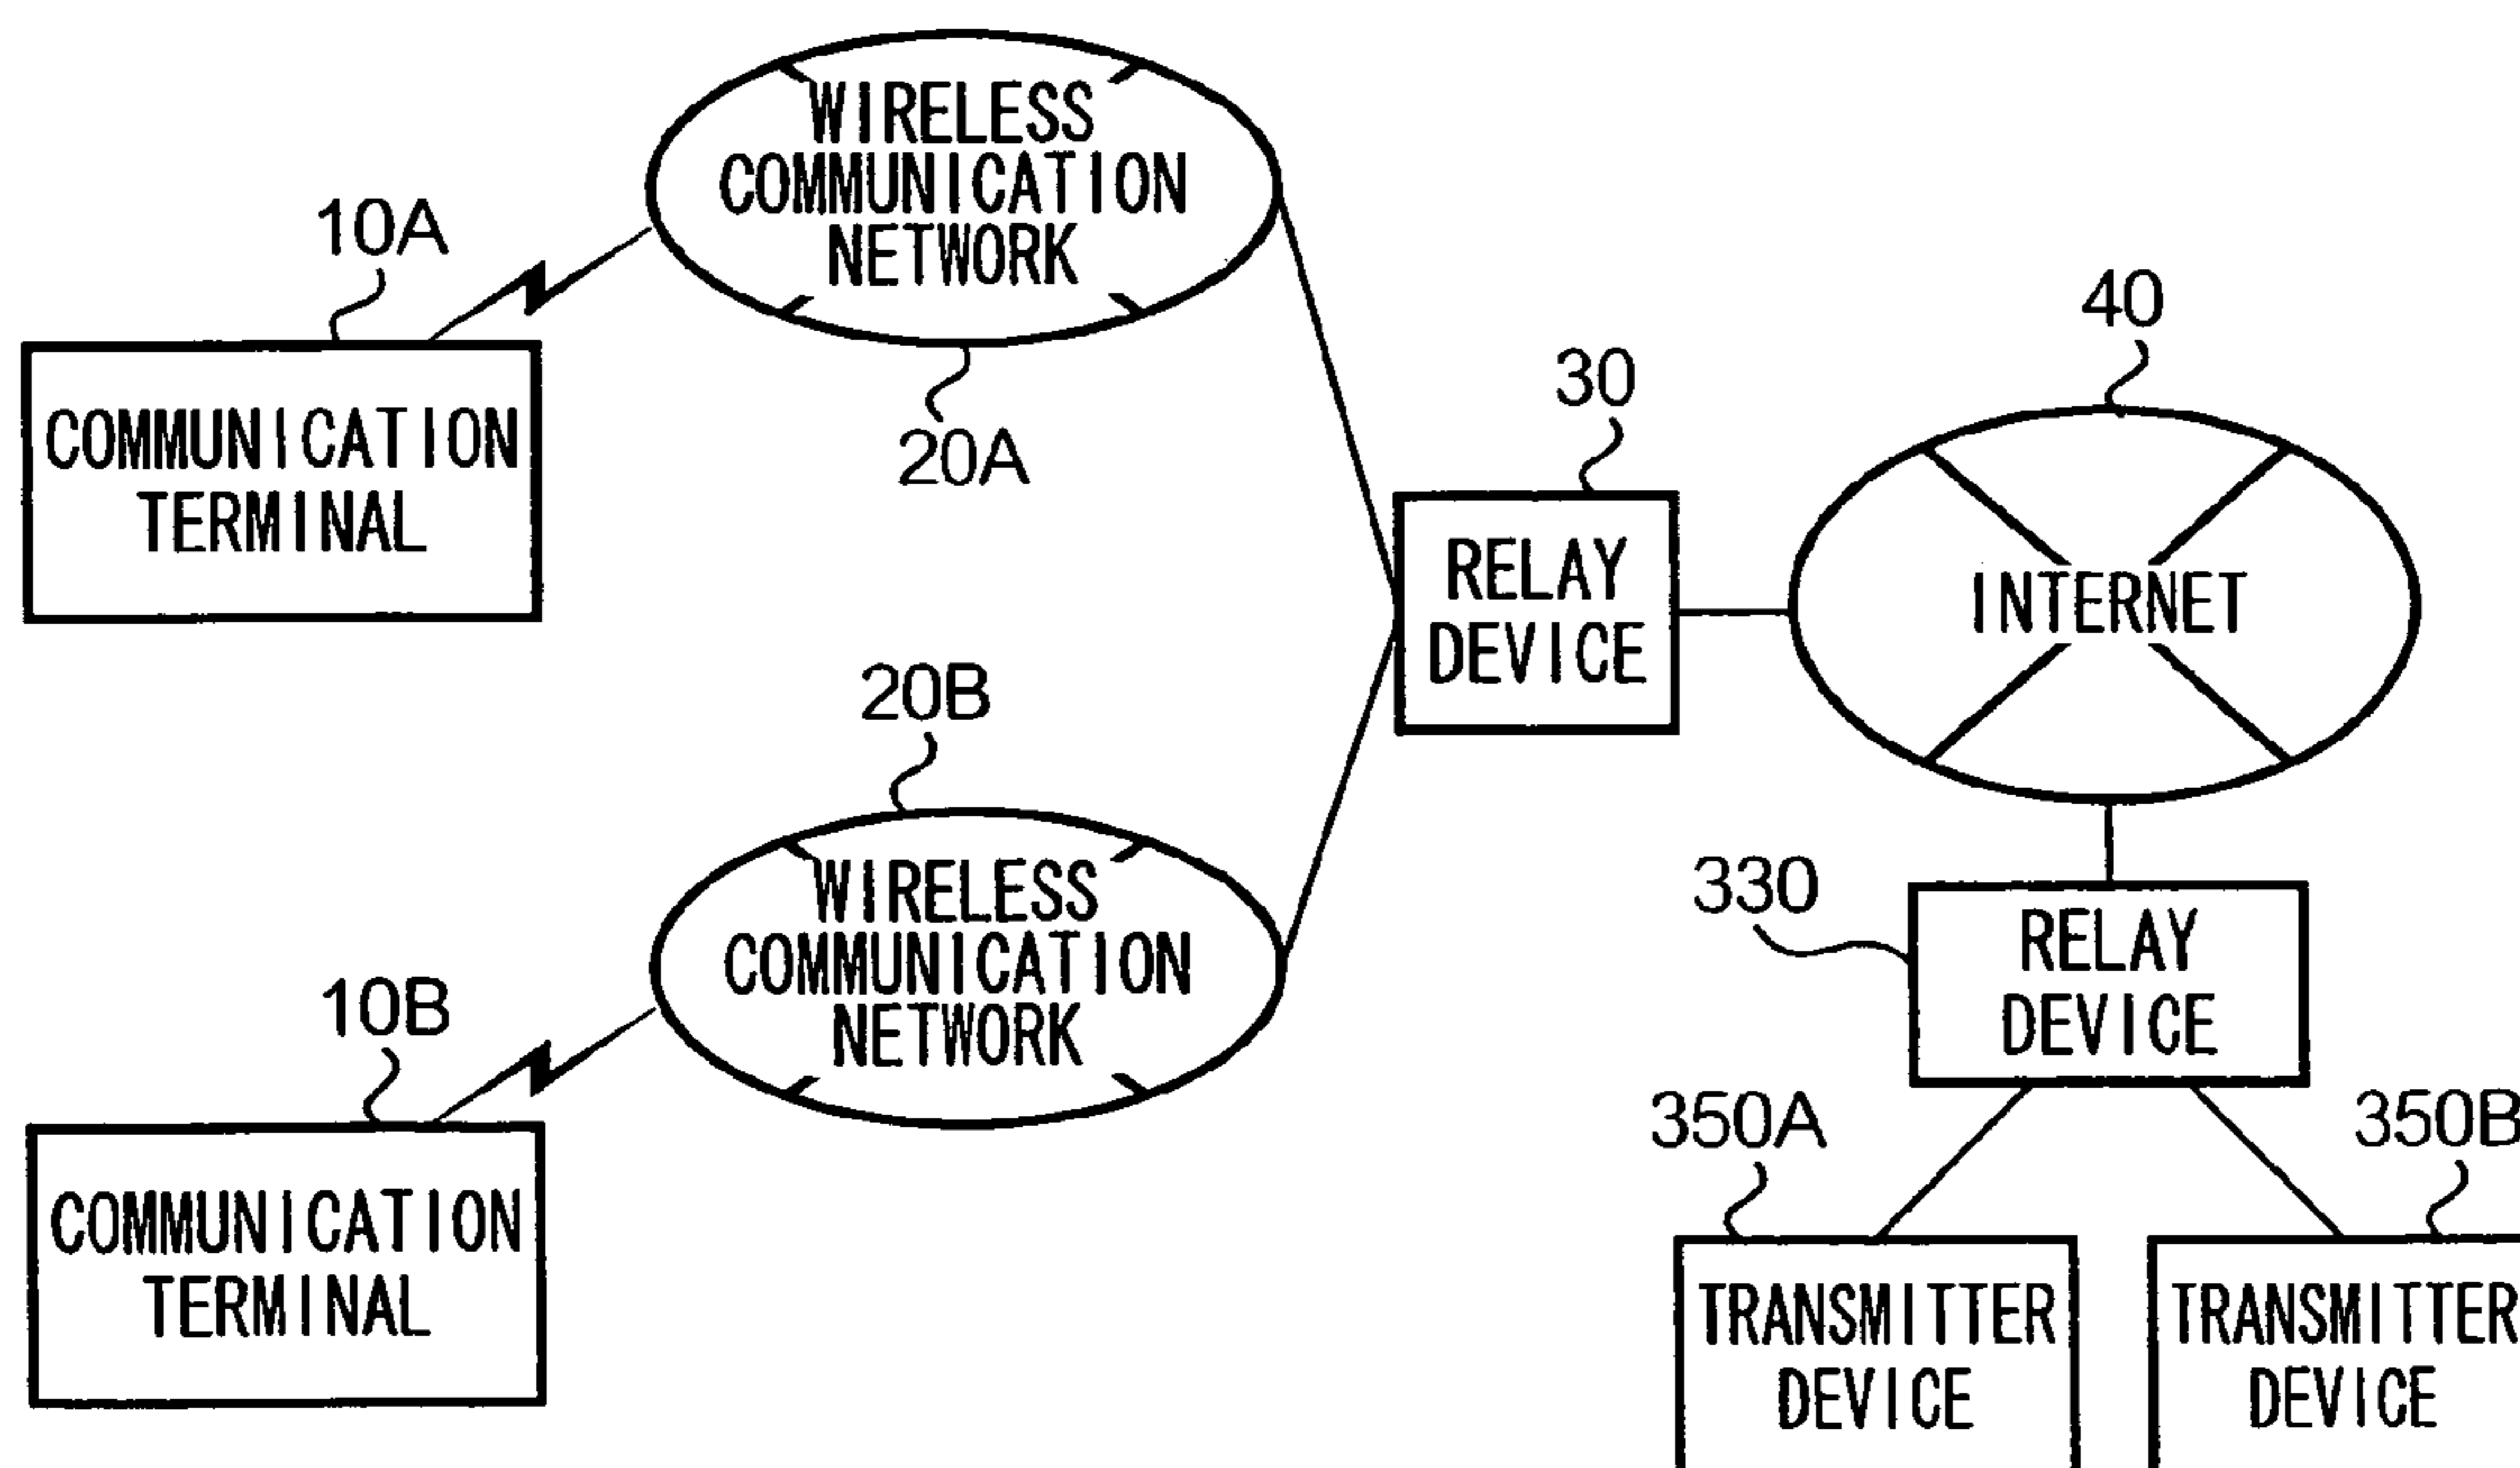 WIRELESS
COMMUNICATION
NETWORK
10A
20A
COMMUNICATION
TERMINAL
40
30
RELAY
DEVICE
INTERNET
20B
WIRELESS
COMMUNICATION
NETWORK
330
RELAY
DEVICE
10B
COMMUNICATION
TERMINAL
350A
350B
TRANSMITTER
DEVICE
TRANSMITTER
DEVICE